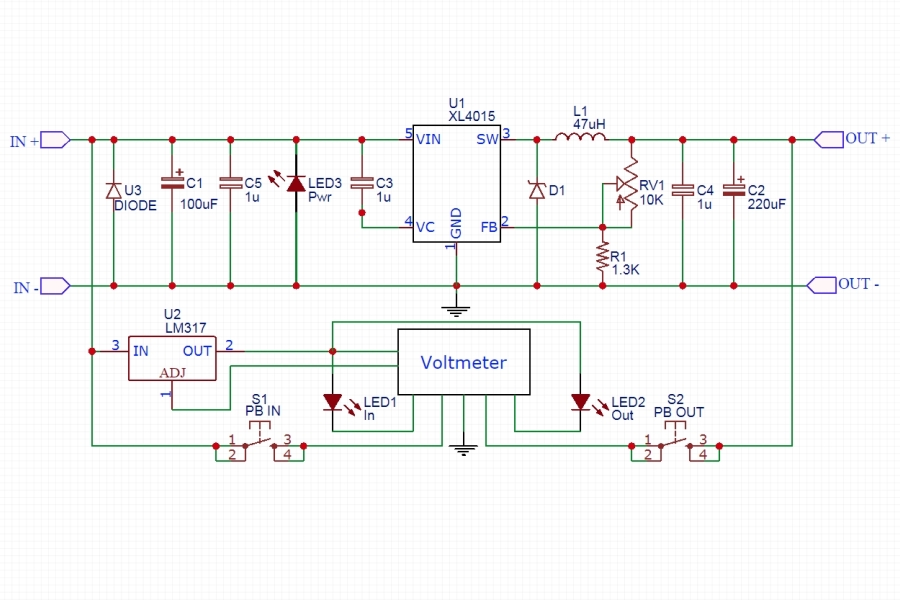 U1
XL4015
L1
47uH
IN +
5
VIN
SW
3
OUT +
U3
DIODE
+
C1
100uF
C5
1u
LED3
Pwr
C3
1u
4
VC
GND
1
FB
2
D1
RV1
10K
R1
1.3K
C4
1u
+
C2
220uF
IN -
OUT -
U2
LM317
3
IN
OUT
2
ADJ
1
Voltmeter
S1
PB IN
LED1
In
LED2
Out
S2
PB OUT
1
3
2
4
1
3
2
4